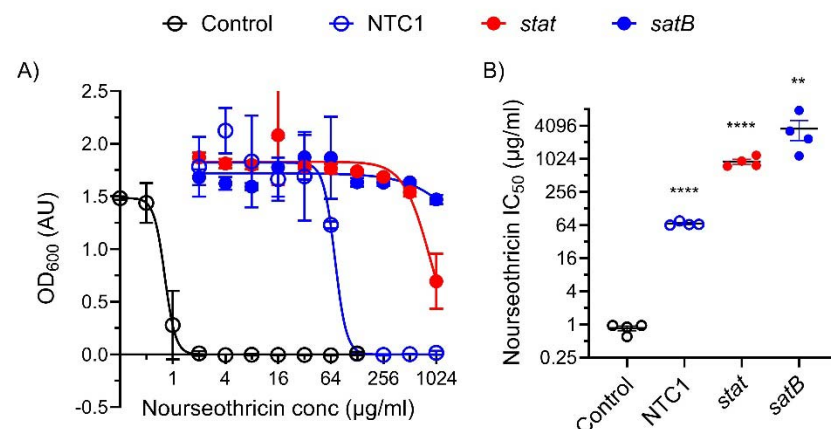 Control NTC1 stat satB
A) B)
2.5
2.0
1.5
1.0
0.5
0.0
-0.5
OD600 (AU)
1 4 16 64 256 1024
Nourseothricin conc (µg/ml)
**
****
****
4096
1024
256
64
16
4
1
0.25
Nourseothricin IC50 (µg/ml)
Control NTC1 stat satB